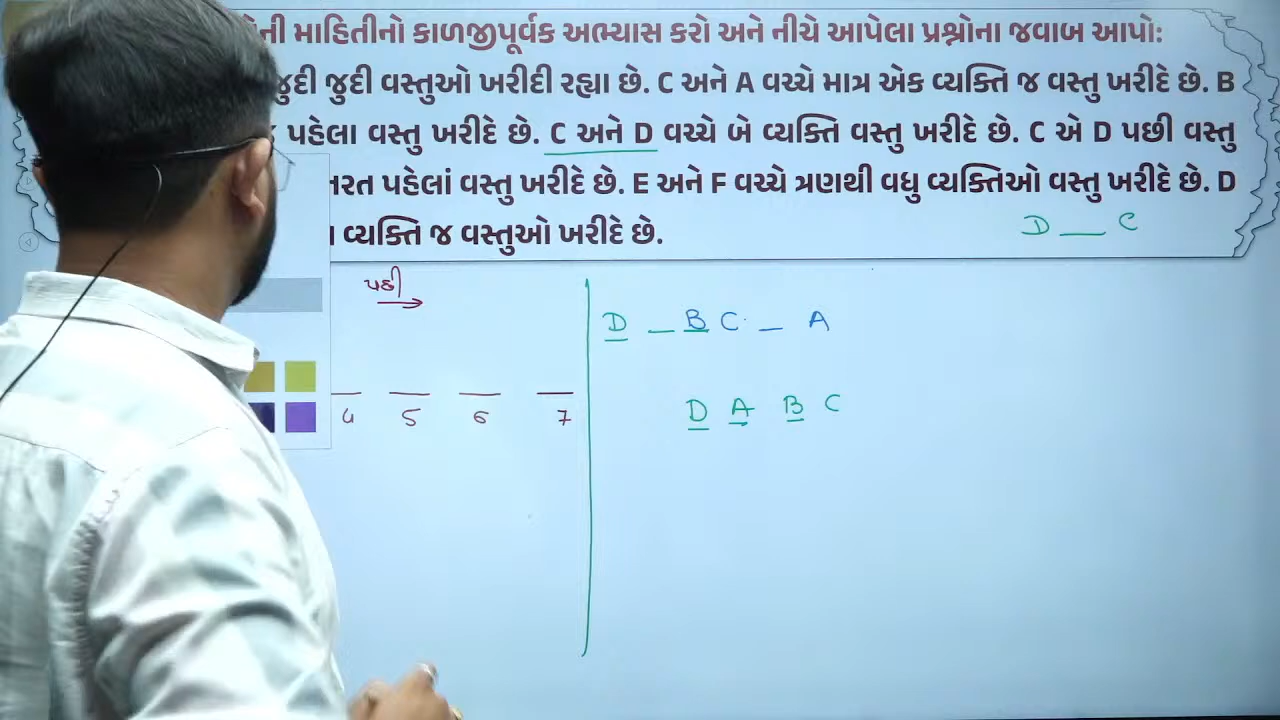 માહિતીનો કાળજીપૂર્વક અભ્યાસ કરો અને નીચે આપેલા પ્રશ્નોના જવાબ આપો:
જુદી જુદી વસ્તુઓ ખરીદી રહ્યા છે. C અને A વચ્ચે માત્ર એક વ્યક્તિ જ વસ્તુ ખરીદે છે. B
પહેલા વસ્તુ ખરીદે છે. C અને D વચ્ચે બે વ્યક્તિ વસ્તુ ખરીદે છે. C એ D પછી વસ્તુ
પહેલાં વસ્તુ ખરીદે છે. E અને F વચ્ચે ત્રણથી વધુ વ્યક્તિઓ વસ્તુ ખરીદે છે. D
વ્યક્તિ જ વસ્તુઓ ખરીદે છે.
D __ C
પછી
D _ B C _ A
D A B C
4 5 6 7